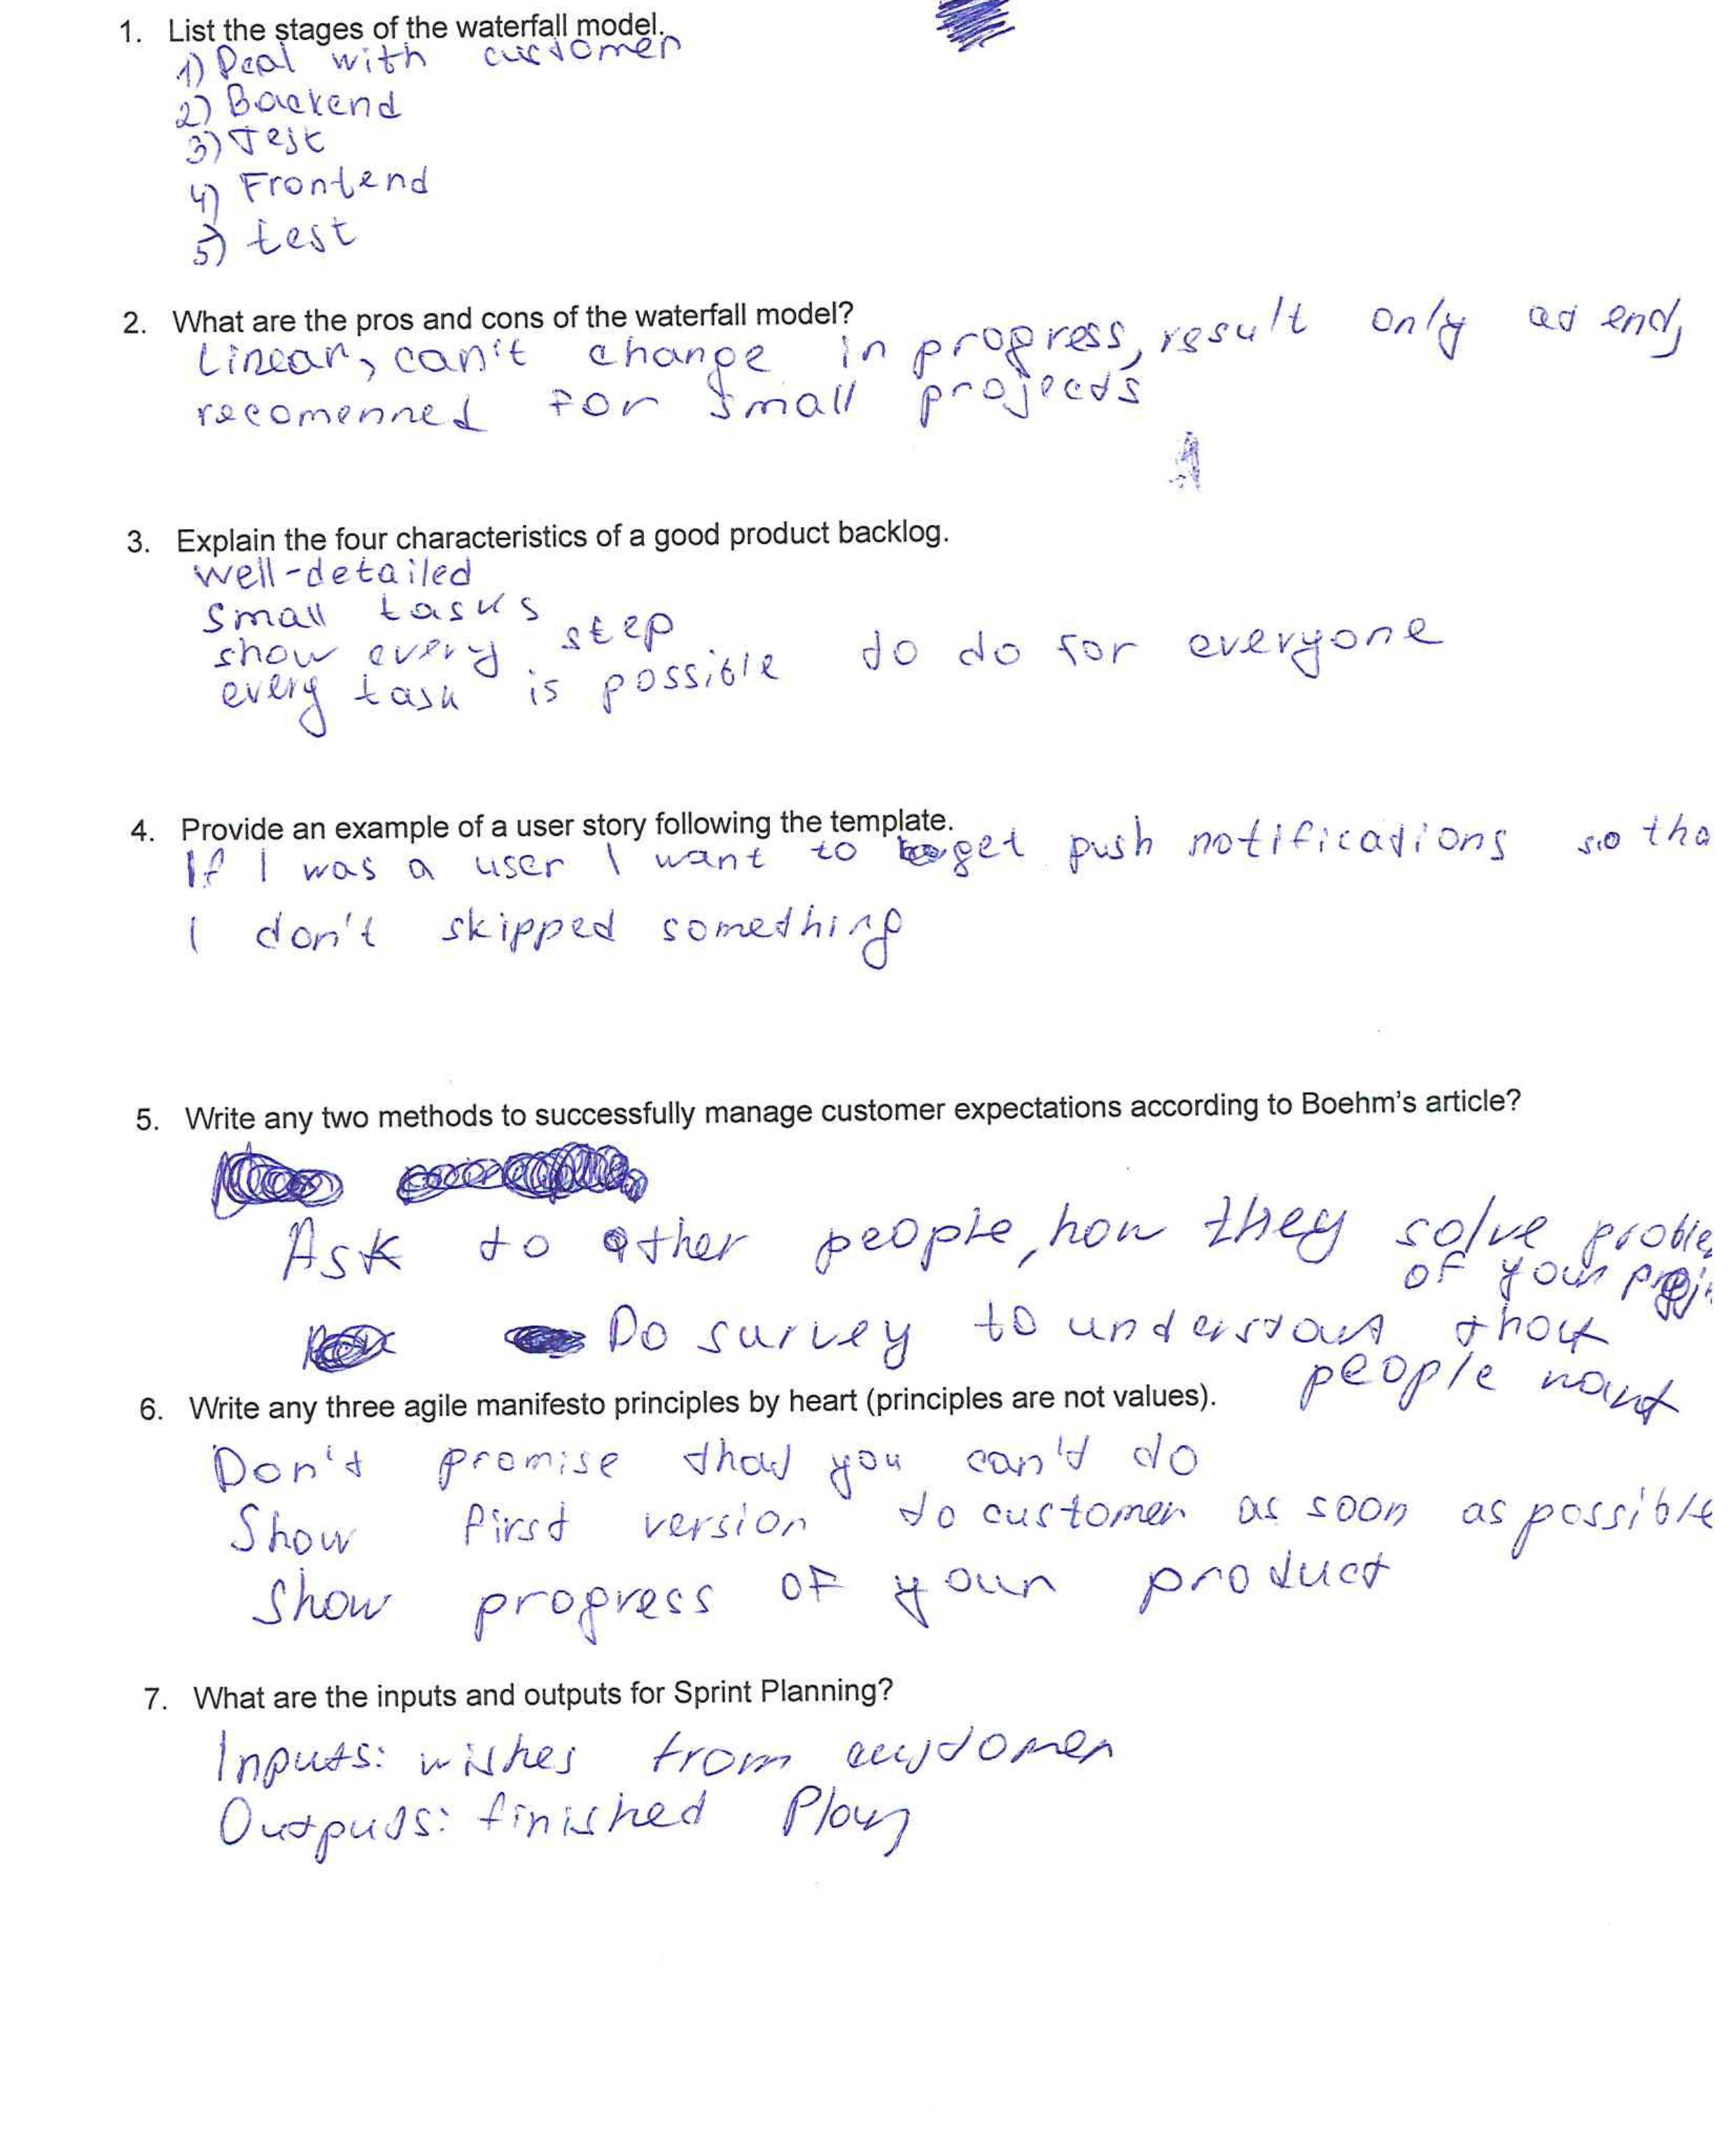 1. List the stages of the waterfall model.
1) Deal with customer
2) Backend
3) Test
4) Frontend
5) test
2. What are the pros and cons of the waterfall model?
Linear, can't change in progress, result only at end,
recomenned for small projects
3. Explain the four characteristics of a good product backlog.
well-detailed
small tasks
show every step
every task is possible to do for everyone
4. Provide an example of a user story following the template.
If I was a user I want to get push notifications so tha
I don't skipped something
5. Write any two methods to successfully manage customer expectations according to Boehm's article?
Ask to other people, how they solve proble
of your
Do survey to understant that
people want
6. Write any three agile manifesto principles by heart (principles are not values).
Don't promise that you can't do
Show first version to customer as soon as possible
Show progress of your product
7. What are the inputs and outputs for Sprint Planning?
Inputs: wishes from customer
Outputs: finished Plan